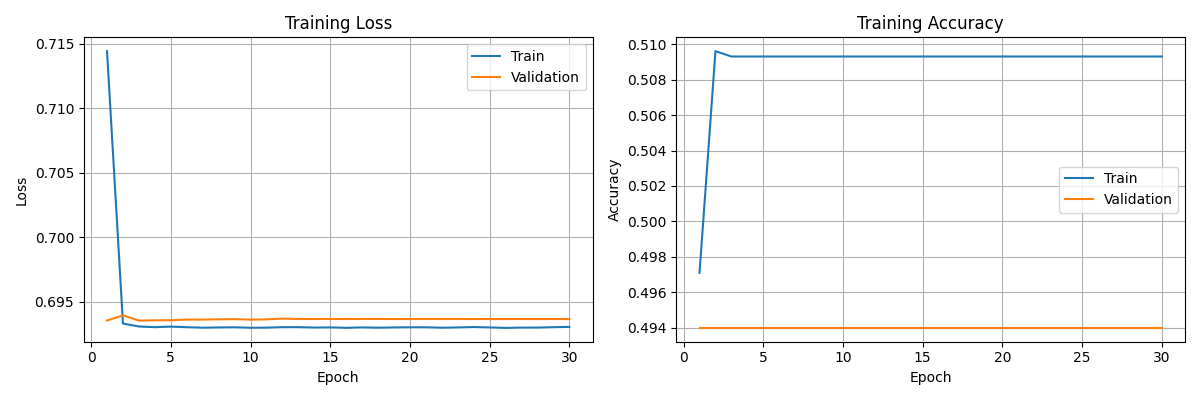 Training Loss
0.715
0.710
0.705
0.700
0.695
Loss
0 5 10 15 20 25 30
Epoch
Train
Validation
Training Accuracy
0.510
0.508
0.506
0.504
0.502
0.500
0.498
0.496
0.494
Accuracy
0 5 10 15 20 25 30
Epoch
Train
Validation